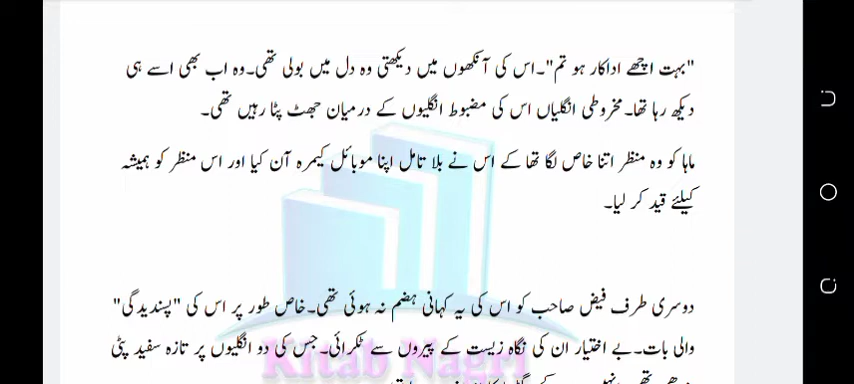 "بہت اچھے اداکار ہو تم"۔اس کی آنکھوں میں دیکھتی وہ دل میں بولی تھی۔وہ اب بھی اسے ہی
دیکھ رہا تھا۔مخروطی انگلیاں اس کی مضبوط انگلیوں کے درمیان جھٹ پٹا رہیں تھی۔
ماہا کو وہ منظر اتنا خاص لگا تھا کے اس نے بلا تامل اپنا موبائل کیمرہ آن کیا اور اس منظر کو ہمیشہ
کیلئے قید کر لیا۔
دوسری طرف فیض صاحب کو اس کی یہ کہانی ہضم نہ ہوئی تھی۔خاص طور پر اس کی "پسندیدگی"
والی بات۔بے اختیار ان کی نگاہ زیست کے پیروں سے ٹکرائی۔جس کی دو انگلیوں پر تازہ سفید پٹی
Kitab Nagri